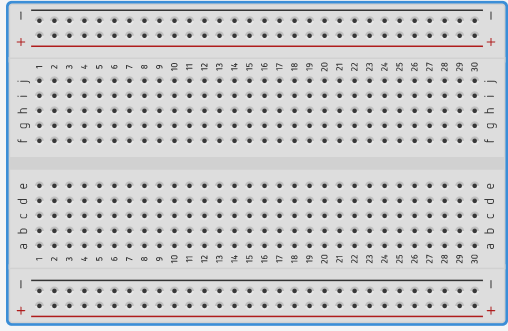 − −
+ +
1 2 3 4 5 6 7 8 9 10 11 12 13 14 15 16 17 18 19 20 21 22 23 24 25 26 27 28 29 30
j j
i i
h h
g g
f f
e e
d d
c c
b b
a a
1 2 3 4 5 6 7 8 9 10 11 12 13 14 15 16 17 18 19 20 21 22 23 24 25 26 27 28 29 30
− −
+ +